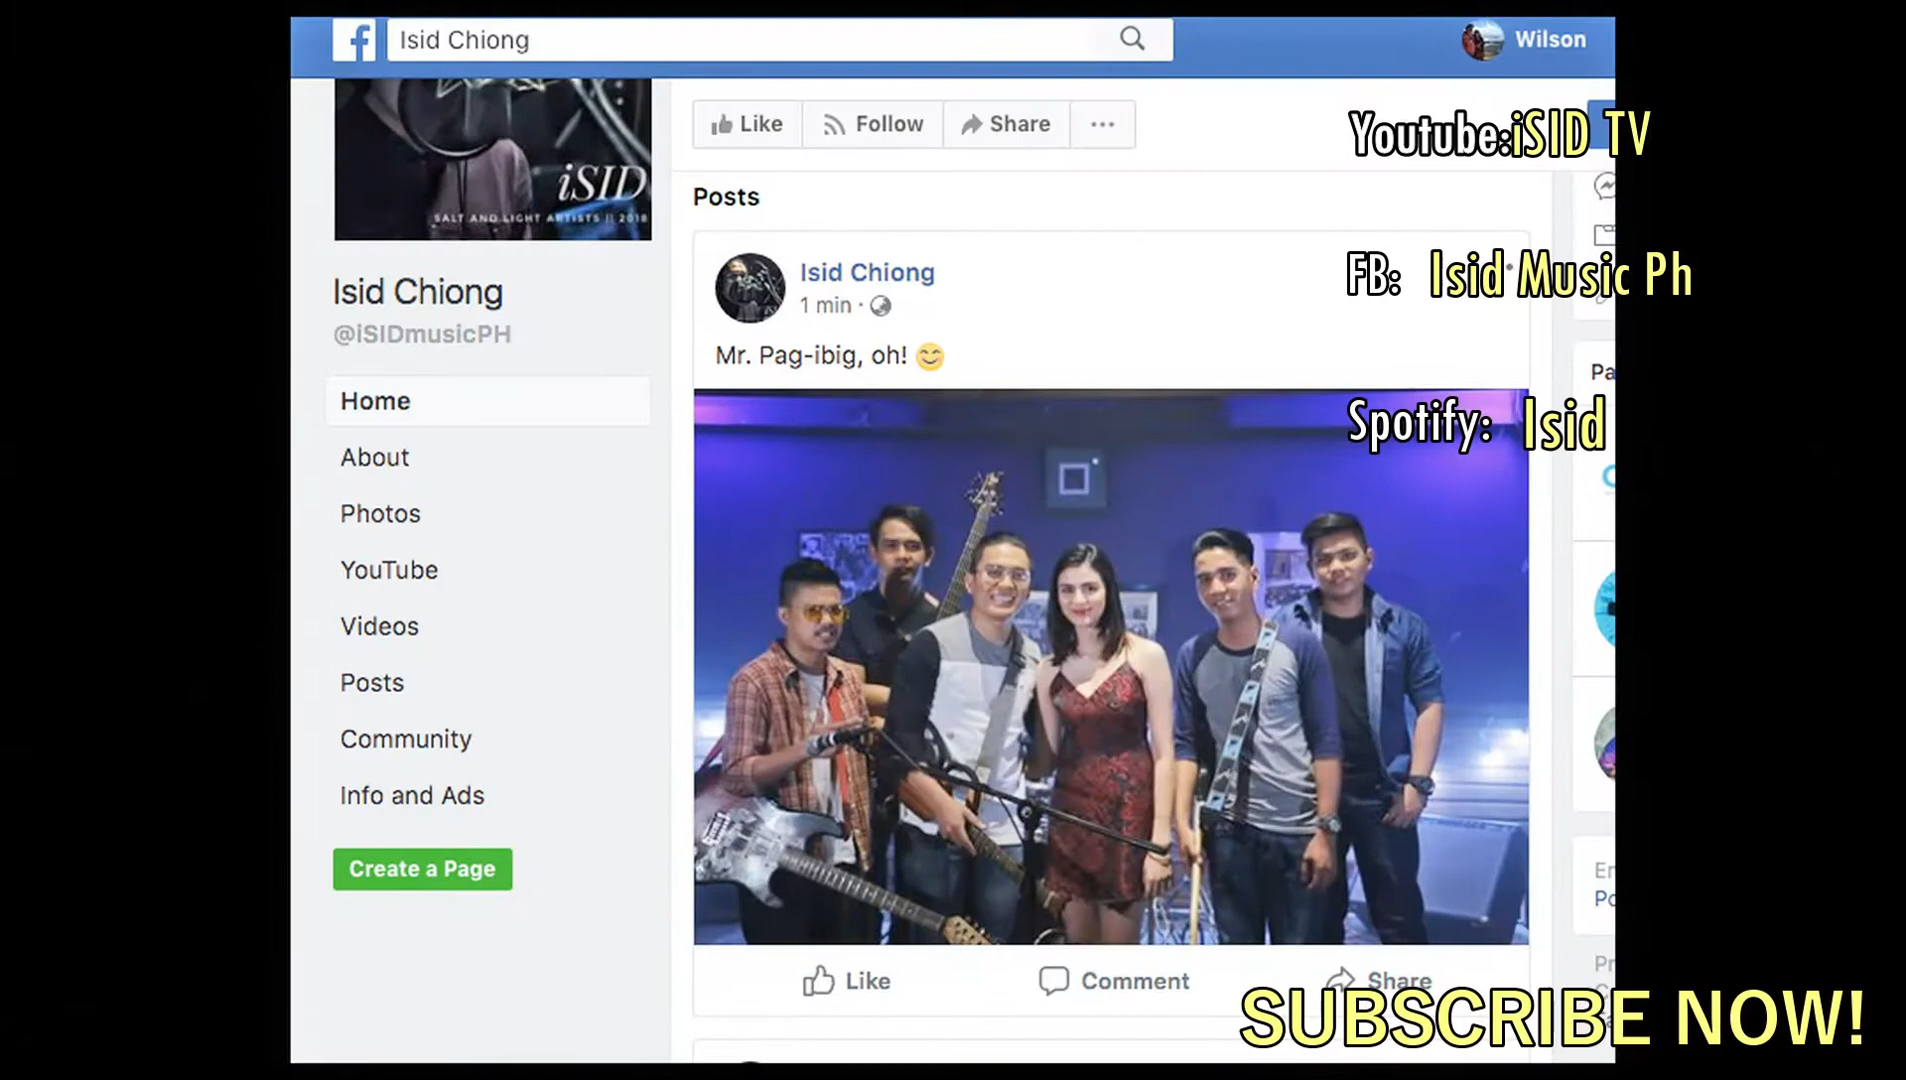 Isid Chiong
Wilson
iSID
SALT AND LIGHT ARTISTS || 2018
Like
Follow
Share
Youtube:iSID TV
Posts
Isid Chiong
@iSIDmusicPH
Isid Chiong
1 min
FB: Isid Music Ph
Mr. Pag-ibig, oh! 😊
Spotify: Isid
Home
About
Photos
YouTube
Videos
Posts
Community
Info and Ads
Create a Page
Like
Comment
Share
SUBSCRIBE NOW!